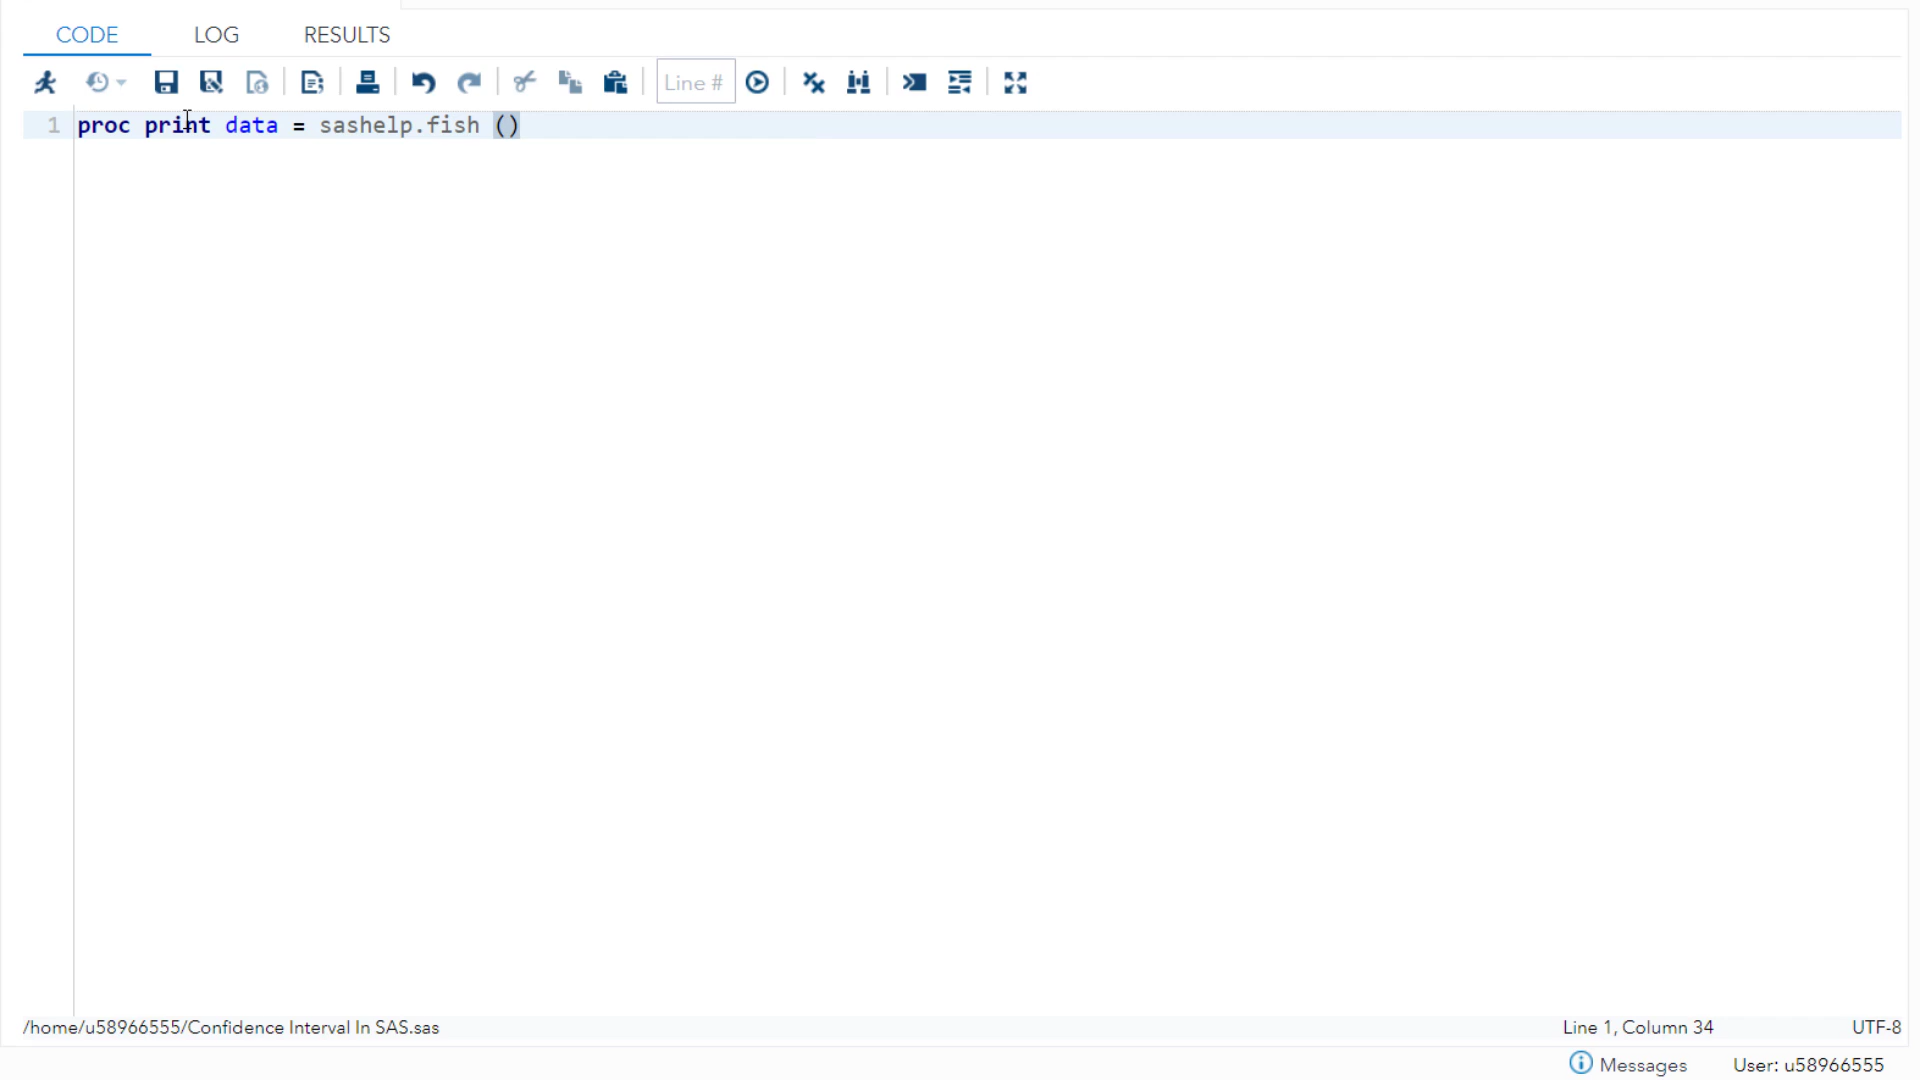 CODE LOG RESULTS
Line #
1 proc print data = sashelp.fish ()
/home/u58966555/Confidence Interval In SAS.sas Line 1, Column 34 UTF-8
Messages User: u58966555